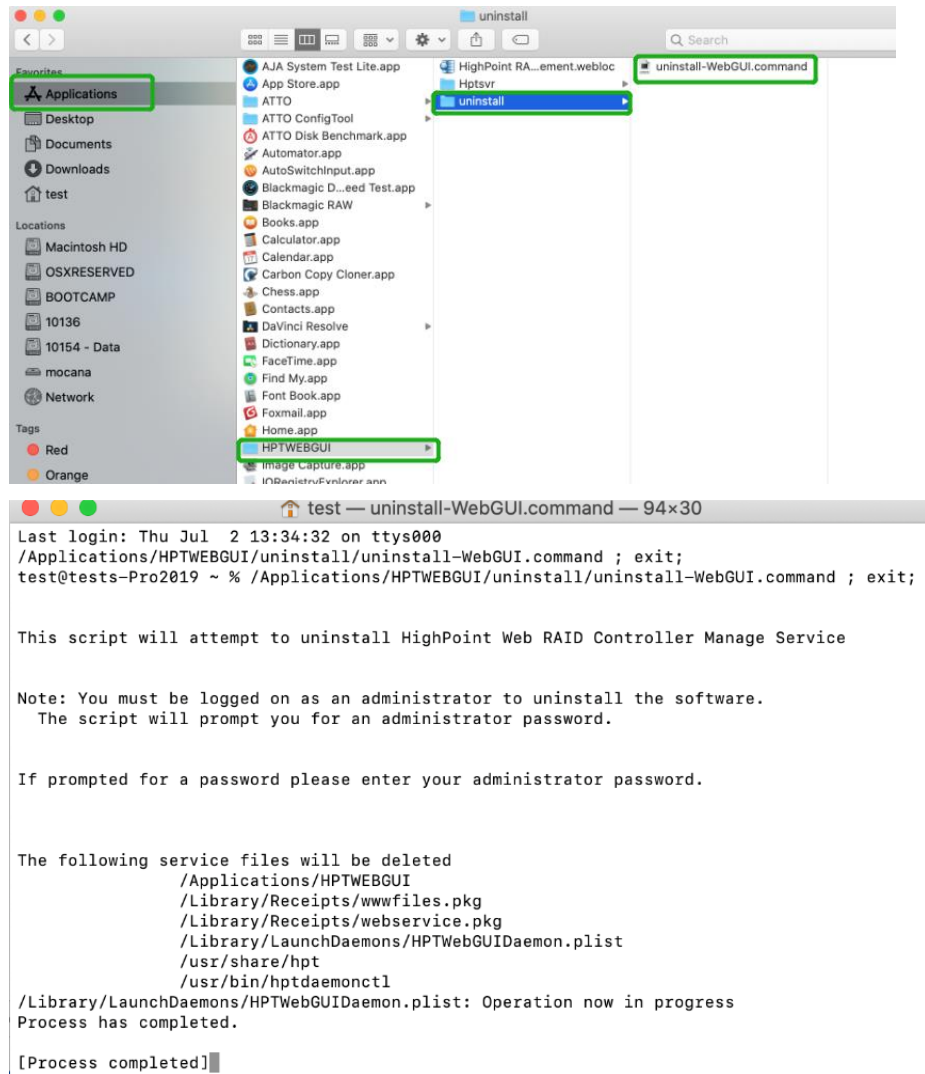 uninstall
Search
Favorites
Applications
Desktop
Documents
Downloads
test
Locations
Macintosh HD
OSXRESERVED
BOOTCAMP
10136
10154 - Data
mocana
Network
Tags
Red
Orange
AJA System Test Lite.app
App Store.app
ATTO
ATTO ConfigTool
ATTO Disk Benchmark.app
Automator.app
AutoSwitchInput.app
Blackmagic D...eed Test.app
Blackmagic RAW
Books.app
Calculator.app
Calendar.app
Carbon Copy Cloner.app
Chess.app
Contacts.app
DaVinci Resolve
Dictionary.app
FaceTime.app
Find My.app
Font Book.app
Foxmail.app
Home.app
HPTWEBGUI
Image Capture.app
IORegistryExplorer.app
HighPoint RA...ement.webloc
Hptsvr
uninstall
uninstall-WebGUI.command
test — uninstall-WebGUI.command — 94×30
Last login: Thu Jul  2 13:34:32 on ttys000
/Applications/HPTWEBGUI/uninstall/uninstall-WebGUI.command ; exit;
test@tests-Pro2019 ~ % /Applications/HPTWEBGUI/uninstall/uninstall-WebGUI.command ; exit;
This script will attempt to uninstall HighPoint Web RAID Controller Manage Service
Note: You must be logged on as an administrator to uninstall the software.
The script will prompt you for an administrator password.
If prompted for a password please enter your administrator password.
The following service files will be deleted
/Applications/HPTWEBGUI
/Library/Receipts/wwwfiles.pkg
/Library/Receipts/webservice.pkg
/Library/LaunchDaemons/HPTWebGUIDaemon.plist
/usr/share/hpt
/usr/bin/hptdaemonctl
/Library/LaunchDaemons/HPTWebGUIDaemon.plist: Operation now in progress
Process has completed.
[Process completed]